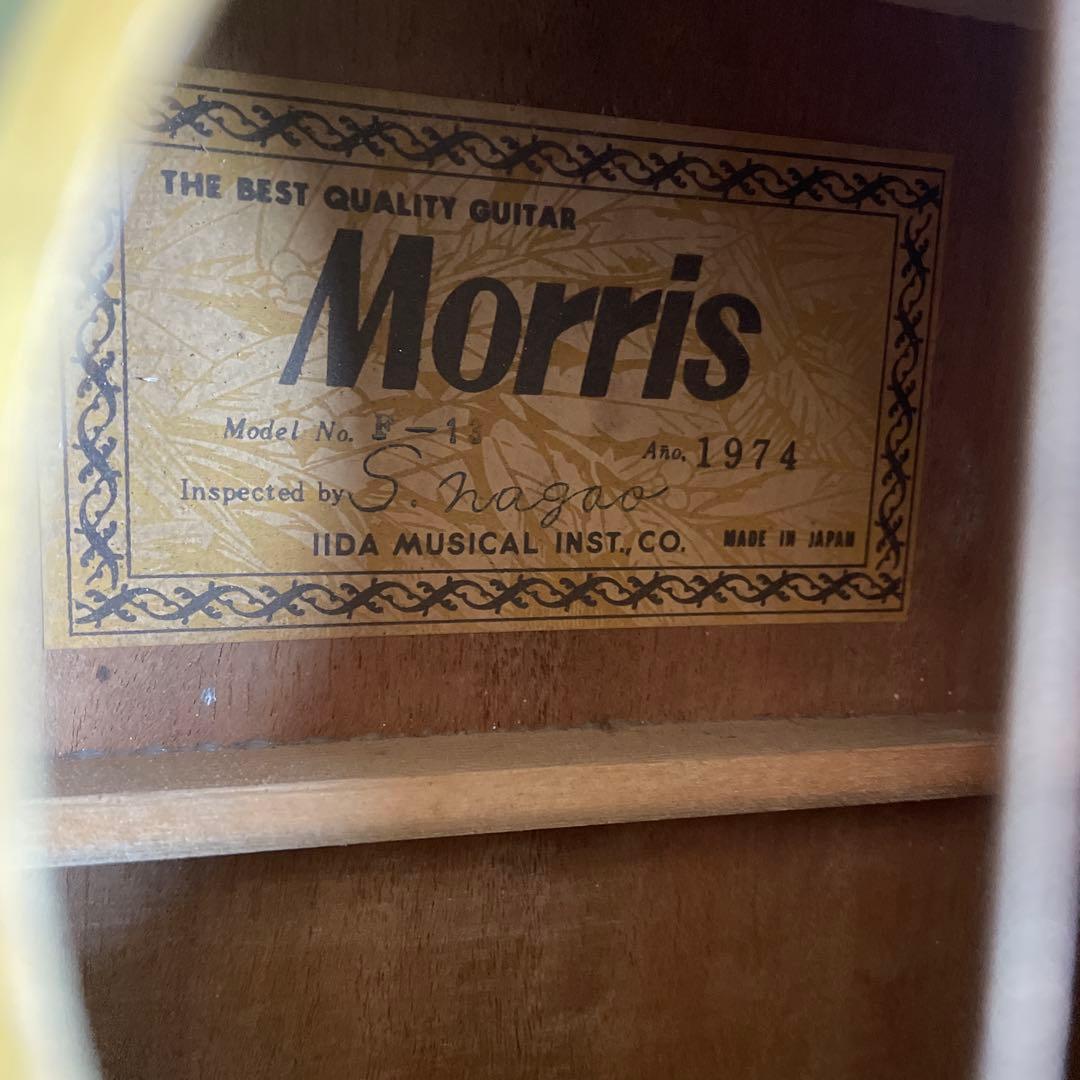 THE BEST QUALITY GUITAR
Morris
Model No. F-13
Año. 1974
Inspected by S. nagao
IIDA MUSICAL INST., CO. MADE IN JAPAN